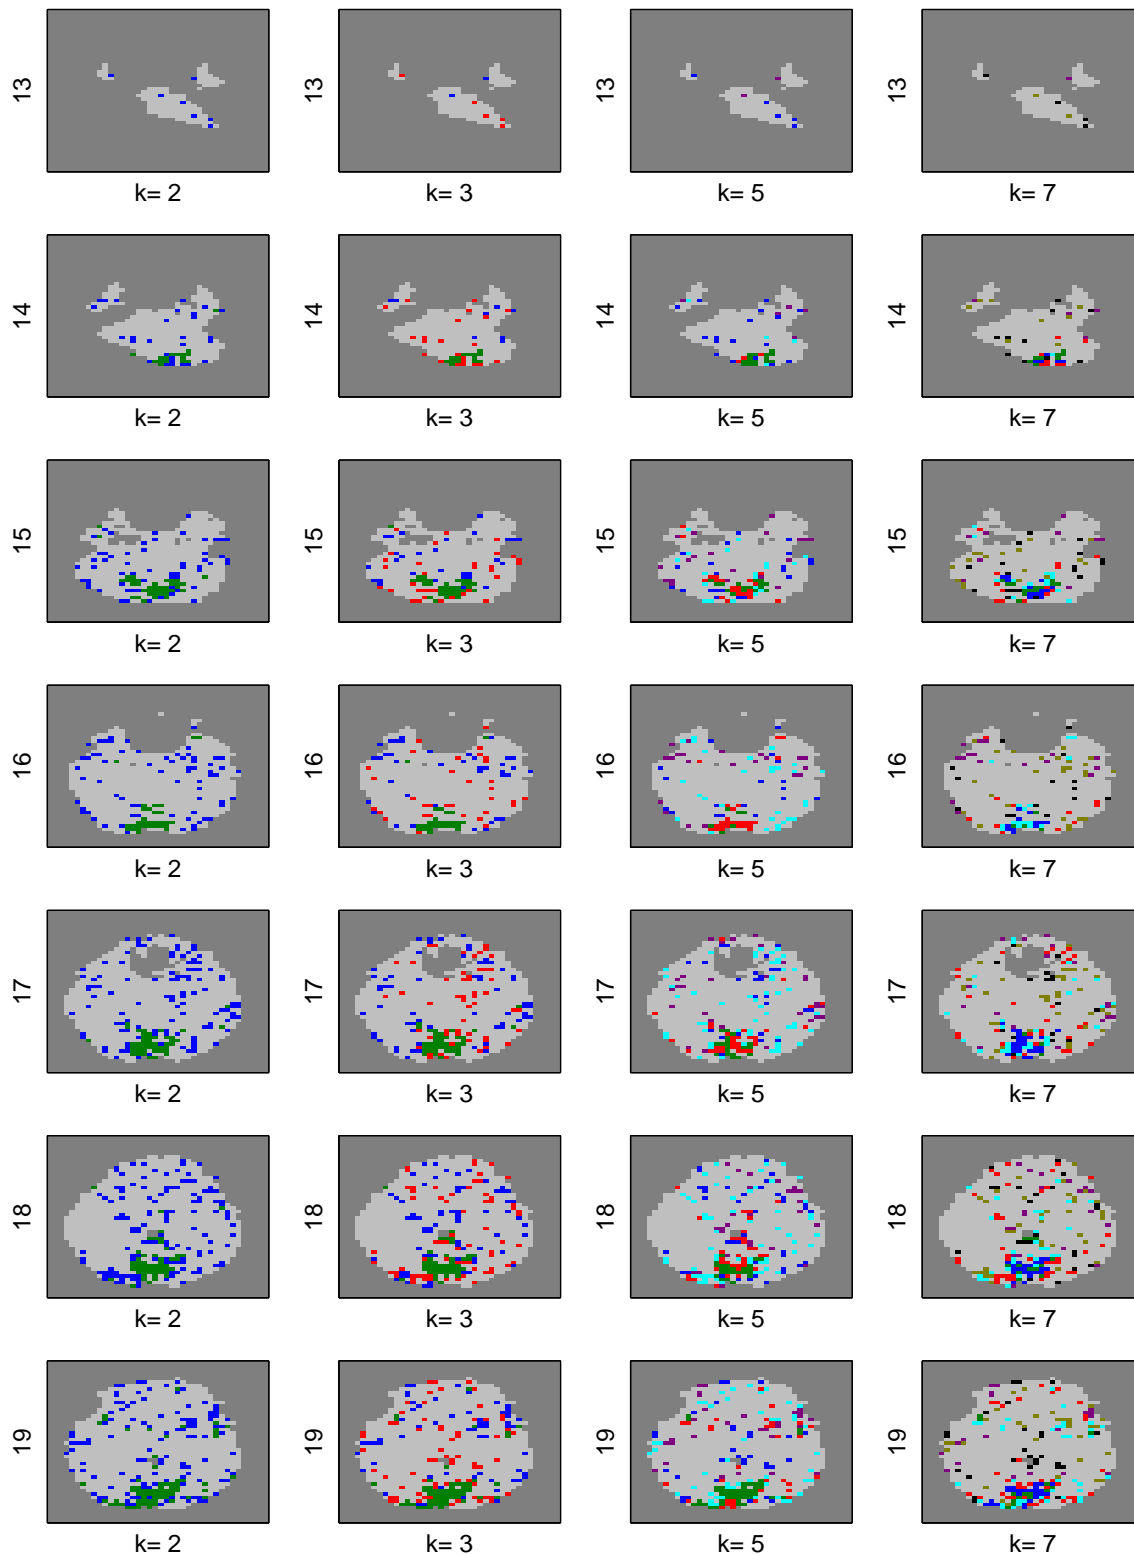 13
13
13
13
k= 2
k= 3
k= 5
k= 7
14
14
14
14
k= 2
k= 3
k= 5
k= 7
15
15
15
15
k= 2
k= 3
k= 5
k= 7
16
16
16
16
k= 2
k= 3
k= 5
k= 7
17
17
17
17
k= 2
k= 3
k= 5
k= 7
18
18
18
18
k= 2
k= 3
k= 5
k= 7
19
19
19
19
k= 2
k= 3
k= 5
k= 7